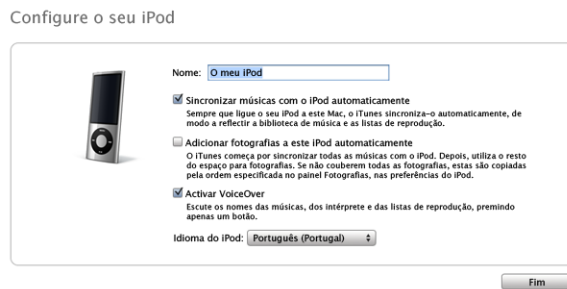 Configure o seu iPod
Nome: O meu iPod
Sincronizar músicas com o iPod automaticamente
Sempre que ligue o seu iPod a este Mac, o iTunes sincroniza-o automaticamente, de
modo a reflectir a biblioteca de música e as listas de reprodução.
Adicionar fotografias a este iPod automaticamente
O iTunes começa por sincronizar todas as músicas com o iPod. Depois, utiliza o resto
do espaço para fotografias. Se não couberem todas as fotografias, estas são copiadas
pela ordem especificada no painel Fotografias, nas preferências do iPod.
Activar VoiceOver
Escute os nomes das músicas, dos intérprete e das listas de reprodução, premindo
apenas um botão.
Idioma do iPod: Português (Portugal)
Fim